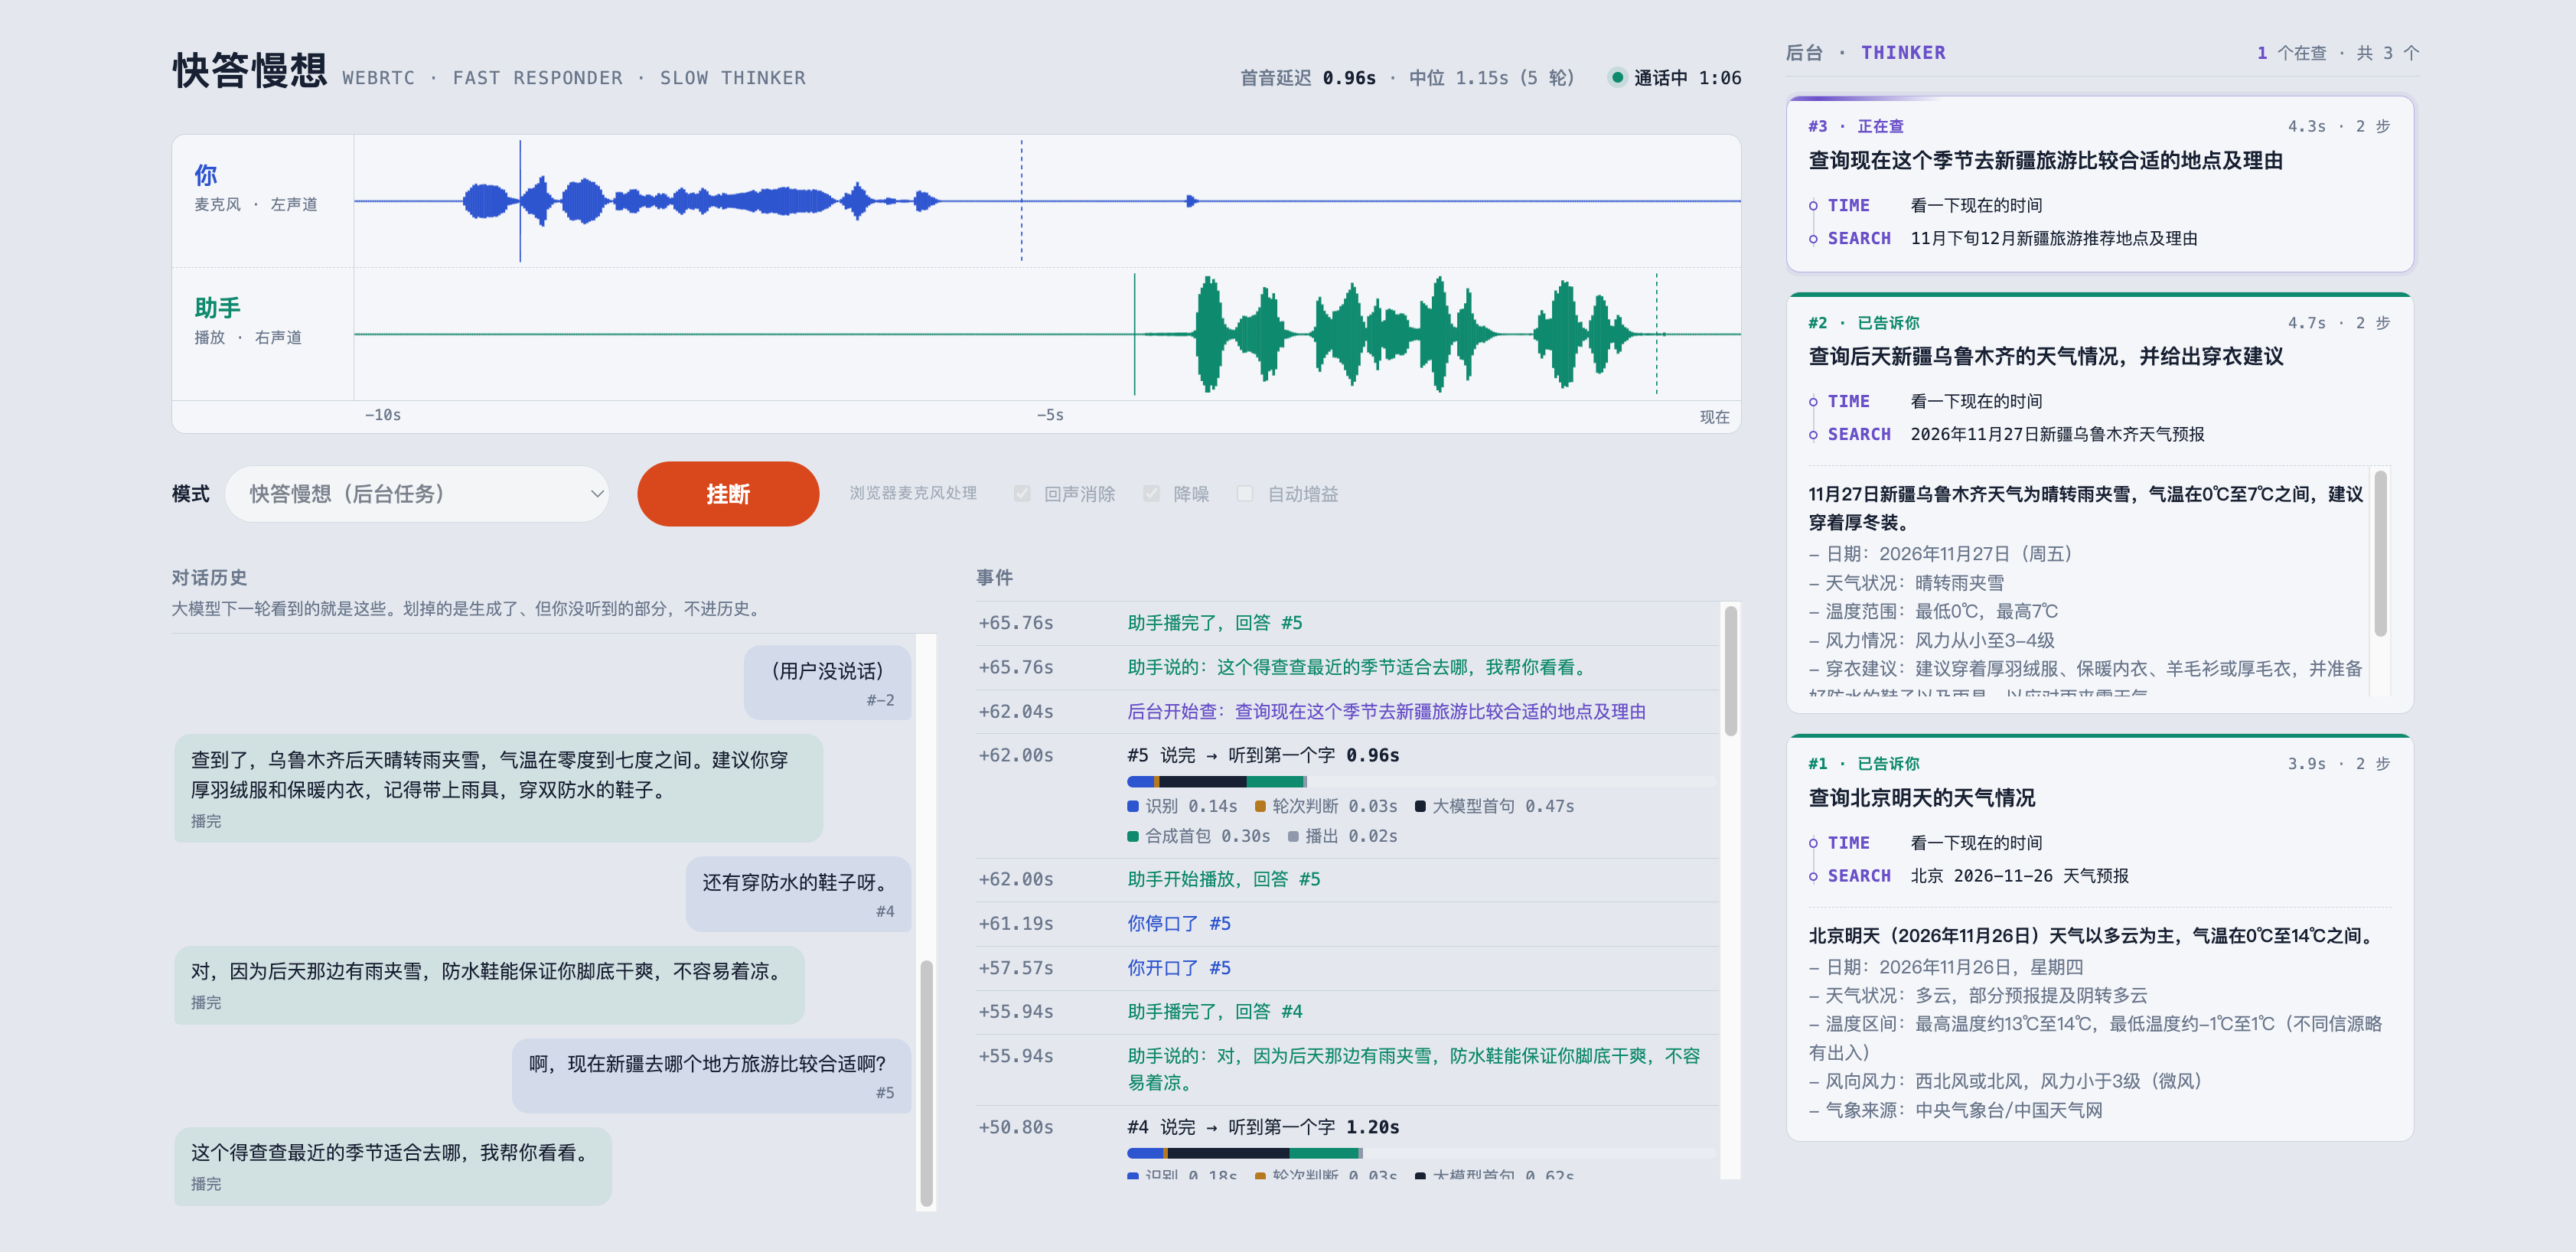 快答慢想 WEBRTC · FAST RESPONDER · SLOW THINKER
首音延迟 0.96s · 中位 1.15s (5 轮)
通话中 1:06
你
麦克风 · 左声道
助手
播放 · 右声道
-10s
-5s
现在
模式
快答慢想（后台任务）
挂断
浏览器麦克风处理
回声消除
降噪
自动增益
对话历史
大模型下一轮看到的就是这些。划掉的是生成了、但你没听到的部分，不进历史。
（用户没说话）
#-2
查到了，乌鲁木齐后天晴转雨夹雪，气温在零度到七度之间。建议你穿
厚羽绒服和保暖内衣，记得带上雨具，穿双防水的鞋子。
播完
还有穿防水的鞋子呀。
#4
对，因为后天那边有雨夹雪，防水鞋能保证你脚底干爽，不容易着凉。
播完
啊，现在新疆去哪个地方旅游比较合适啊？
#5
这个得查查最近的季节适合去哪，我帮你看看。
播完
事件
+65.76s 助手播完了，回答 #5
+65.76s 助手说的：这个得查查最近的季节适合去哪，我帮你看看。
+62.04s 后台开始查：查询现在这个季节去新疆旅游比较合适的地点及理由
+62.00s #5 说完 → 听到第一个字 0.96s
识别 0.14s 轮次判断 0.03s 大模型首句 0.47s
合成首包 0.30s 播出 0.02s
+62.00s 助手开始播放，回答 #5
+61.19s 你停口了 #5
+57.57s 你开口了 #5
+55.94s 助手播完了，回答 #4
+55.94s 助手说的：对，因为后天那边有雨夹雪，防水鞋能保证你脚底干爽，不容
易着凉。
+50.80s #4 说完 → 听到第一个字 1.20s
识别 0.18s 轮次判断 0.03s 大模型首句 0.62s
后台 · THINKER
1 个在查 · 共 3 个
#3 · 正在查
4.3s · 2 步
查询现在这个季节去新疆旅游比较合适的地点及理由
TIME 看一下现在的时间
SEARCH 11月下旬12月新疆旅游推荐地点及理由
#2 · 已告诉你
4.7s · 2 步
查询后天新疆乌鲁木齐的天气情况，并给出穿衣建议
TIME 看一下现在的时间
SEARCH 2026年11月27日新疆乌鲁木齐天气预报
11月27日新疆乌鲁木齐天气为晴转雨夹雪，气温在0℃至7℃之间，建议
穿着厚冬装。
- 日期：2026年11月27日（周五）
- 天气状况：晴转雨夹雪
- 温度范围：最低0℃，最高7℃
- 风力情况：风力从小至3-4级
- 穿衣建议：建议穿着厚羽绒服、保暖内衣、羊毛衫或厚毛衣，并准备
好防水的鞋子以及雨具，以应对雨夹雪天气
#1 · 已告诉你
3.9s · 2 步
查询北京明天的天气情况
TIME 看一下现在的时间
SEARCH 北京 2026-11-26 天气预报
北京明天（2026年11月26日）天气以多云为主，气温在0℃至14℃之间。
- 日期：2026年11月26日，星期四
- 天气状况：多云，部分预报提及阴转多云
- 温度区间：最高温度约13℃至14℃，最低温度约-1℃至1℃（不同信源略
有出入）
- 风向风力：西北风或北风，风力小于3级（微风）
- 气象来源：中央气象台/中国天气网